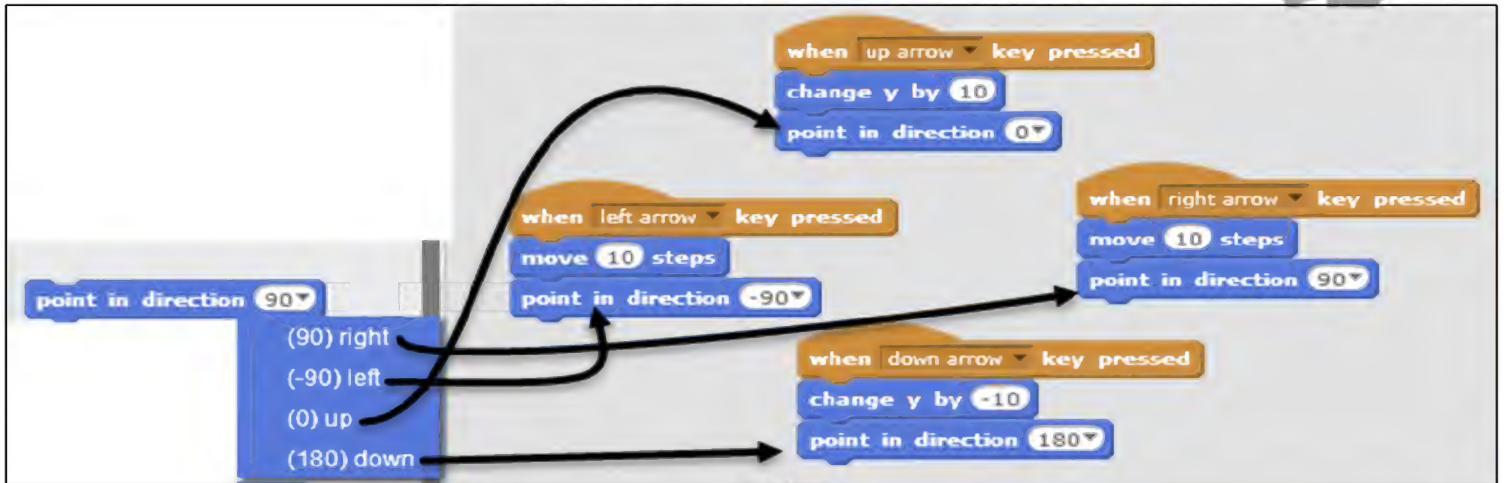 when up arrow key pressed
change y by 10
point in direction 0
when left arrow key pressed
move 10 steps
point in direction -90
when right arrow key pressed
move 10 steps
point in direction 90
point in direction 90
(90) right
(-90) left
(0) up
(180) down
when down arrow key pressed
change y by -10
point in direction 180